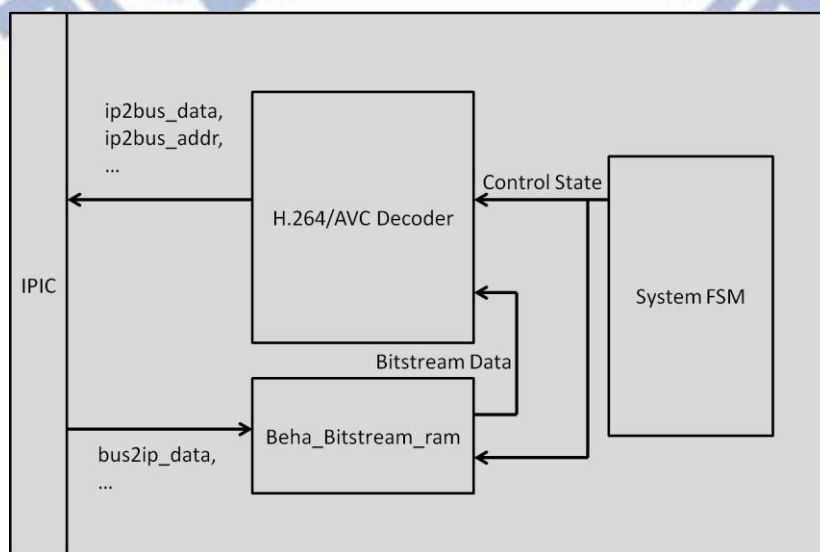 ip2bus_data,
ip2bus_addr,
...
Control State
H.264/AVC Decoder
IPIC
System FSM
Bitstream Data
Beha_Bitstream_ram
bus2ip_data,
...